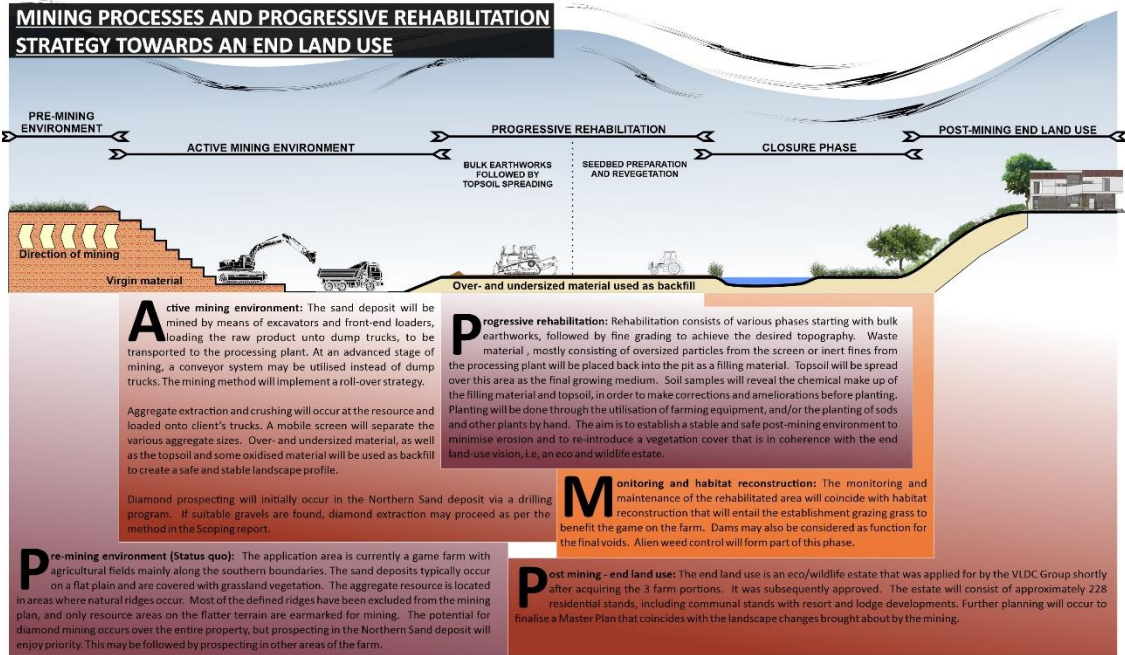 MINING PROCESSES AND PROGRESSIVE REHABILITATION
STRATEGY TOWARDS AN END LAND USE
PRE-MINING
ENVIRONMENT
ACTIVE MINING ENVIRONMENT
PROGRESSIVE REHABILITATION
CLOSURE PHASE
POST-MINING END LAND USE
BULK EARTHWORKS
FOLLOWED BY
TOPSOIL SPREADING
SEEDBED PREPARATION
AND REVEGETATION
Direction of mining
Virgin material
Over- and undersized material used as backfill
Active mining environment: The sand deposit will be
mined by means of excavators and front-end loaders,
loading the raw product unto dump trucks, to be
transported to the processing plant. At an advanced stage of
mining, a conveyor system may be utilised instead of dump
trucks. The mining method will implement a roll-over strategy.
Aggregate extraction and crushing will occur at the resource and
loaded onto client's trucks. A mobile screen will separate the
various aggregate sizes. Over- and undersized material, as well
as the topsoil and some oxidised material will be used as backfill
to create a safe and stable landscape profile.
Diamond prospecting will initially occur in the Northern Sand deposit via a drilling
program. If suitable gravels are found, diamond extraction may proceed as per the
method in the Scoping report.
Progressive rehabilitation: Rehabilitation consists of various phases starting with bulk
earthworks, followed by fine grading to achieve the desired topography. Waste
material , mostly consisting of oversized particles from the screen or inert fines from
the processing plant will be placed back into the pit as a filling material. Topsoil will be spread
over this area as the final growing medium. Soil samples will reveal the chemical make up of
the filling material and topsoil, in order to make corrections and ameliorations before planting.
Planting will be done through the utilisation of farming equipment, and/or the planting of sods
and other plants by hand. The aim is to establish a stable and safe post-mining environment to
minimise erosion and to re-introduce a vegetation cover that is in coherence with the end
land-use vision, i.e, an eco and wildlife estate.
Monitoring and habitat reconstruction: The monitoring and
maintenance of the rehabilitated area will coincide with habitat
reconstruction that will entail the establishment grazing grass to
benefit the game on the farm. Dams may also be considered as function for
the final voids. Alien weed control will form part of this phase.
Pre-mining environment (Status quo): The application area is currently a game farm with
agricultural fields mainly along the southern boundaries. The sand deposits typically occur
on a flat plain and are covered with grassland vegetation. The aggregate resource is located
in areas where natural ridges occur. Most of the defined ridges have been excluded from the mining
plan, and only resource areas on the flatter terrain are earmarked for mining. The potential for
diamond mining occurs over the entire property, but prospecting in the Northern Sand deposit will
enjoy priority. This may be followed by prospecting in other areas of the farm.
Post mining - end land use: The end land use is an eco/wildlife estate that was applied for by the VLDC Group shortly
after acquiring the 3 farm portions. It was subsequently approved. The estate will consist of approximately 228
residential stands, including communal stands with resort and lodge developments. Further planning will occur to
finalise a Master Plan that coincides with the landscape changes brought about by the mining.